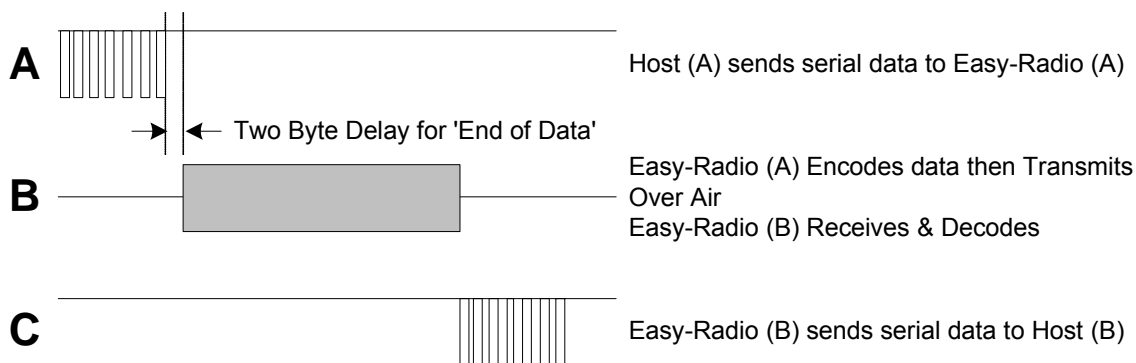 A
Host (A) sends serial data to Easy-Radio (A)
Two Byte Delay for 'End of Data'
B
Easy-Radio (A) Encodes data then Transmits
Over Air
Easy-Radio (B) Receives & Decodes
C
Easy-Radio (B) sends serial data to Host (B)